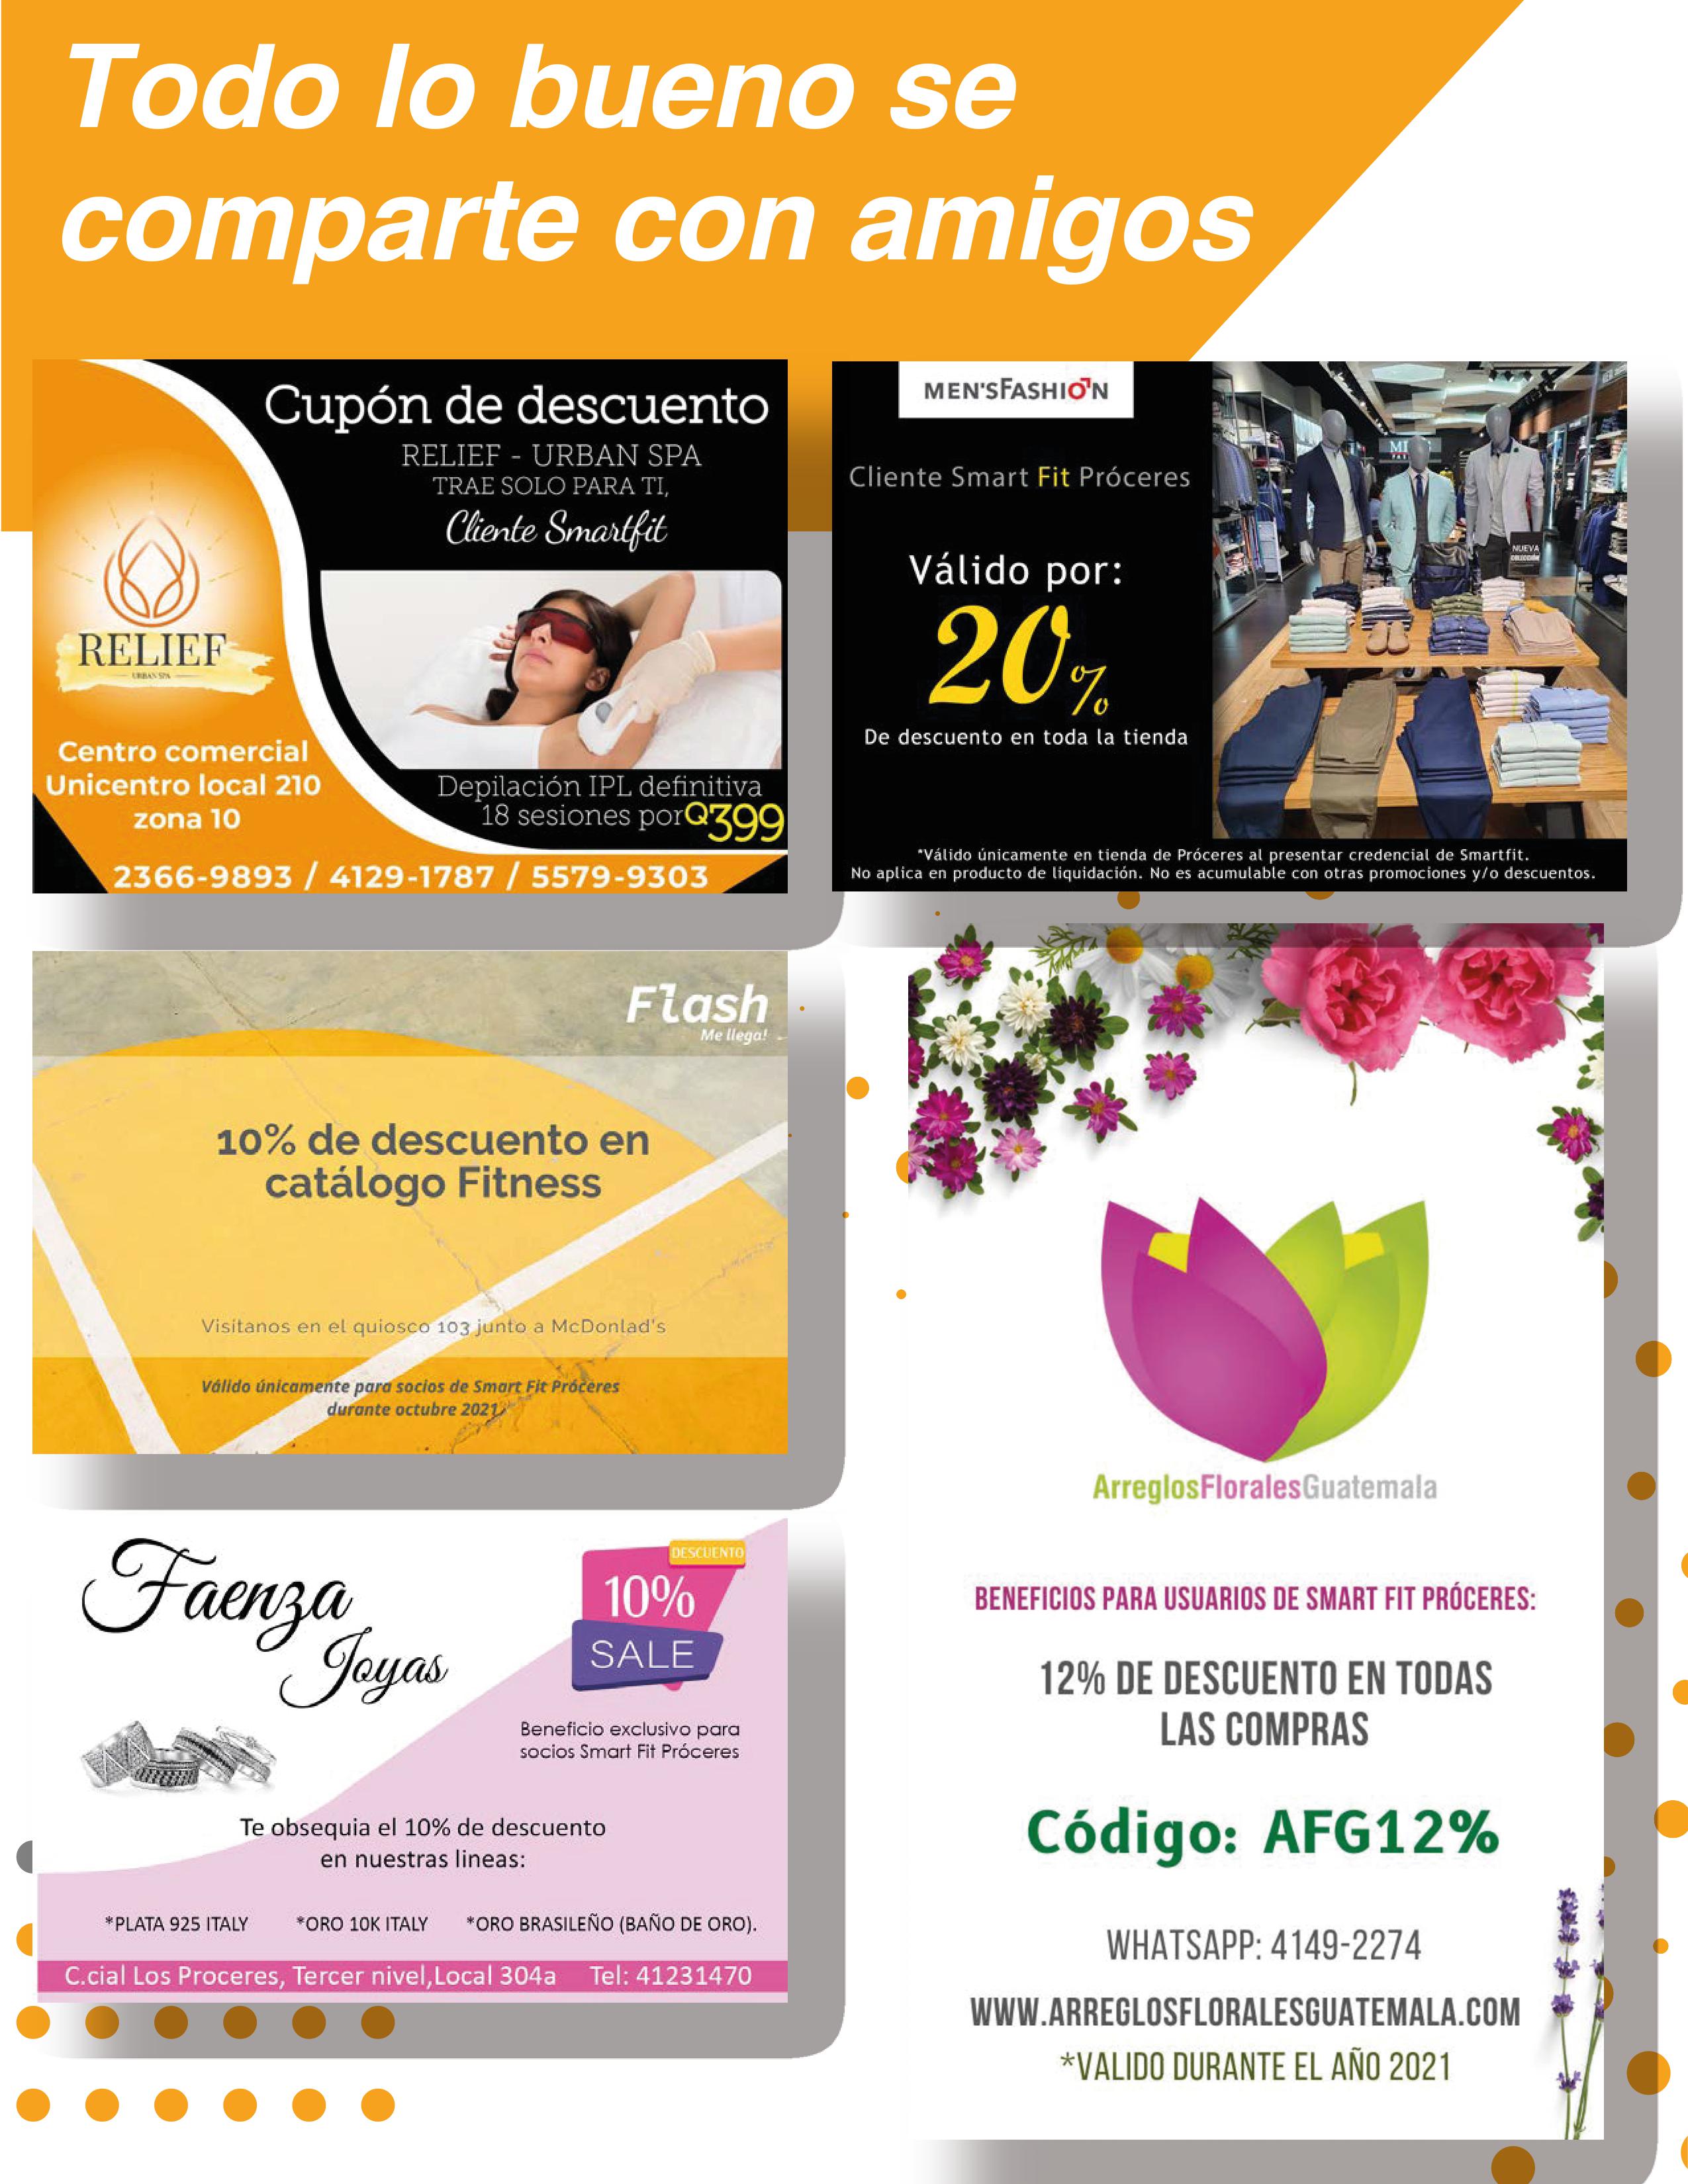 Todo lo bueno se
comparte con amigos
Cupón de descuento
RELIEF - URBAN SPA
TRAE SOLO PARA TI,
Cliente Smartfit
RELIEF
URBAN SPA
Centro comercial
Unicentro local 210
zona 10
Depilación IPL definitiva
18 sesiones por Q399
2366-9893 / 4129-1787 / 5579-9303
MEN'SFASHION
Cliente Smart Fit Próceres
Válido por:
20%
De descuento en toda la tienda
NUEVA
COLECCIÓN
*Válido únicamente en tienda de Próceres al presentar credencial de Smartfit.
No aplica en producto de liquidación. No es acumulable con otras promociones y/o descuentos.
Flash
Me llega!
10% de descuento en
catálogo Fitness
Visítanos en el quiosco 103 junto a McDonlad's
Válido únicamente para socios de Smart Fit Próceres
durante octubre 2021
Faenza
Joyas
DESCUENTO
10%
SALE
Beneficio exclusivo para
socios Smart Fit Próceres
Te obsequia el 10% de descuento
en nuestras lineas:
*PLATA 925 ITALY *ORO 10K ITALY *ORO BRASILEÑO (BAÑO DE ORO).
C.cial Los Proceres, Tercer nivel,Local 304a Tel: 41231470
ArreglosFloralesGuatemala
BENEFICIOS PARA USUARIOS DE SMART FIT PRÓCERES:
12% DE DESCUENTO EN TODAS
LAS COMPRAS
Código: AFG12%
WHATSAPP: 4149-2274
WWW.ARREGLOSFLORALESGUATEMALA.COM
*VALIDO DURANTE EL AÑO 2021